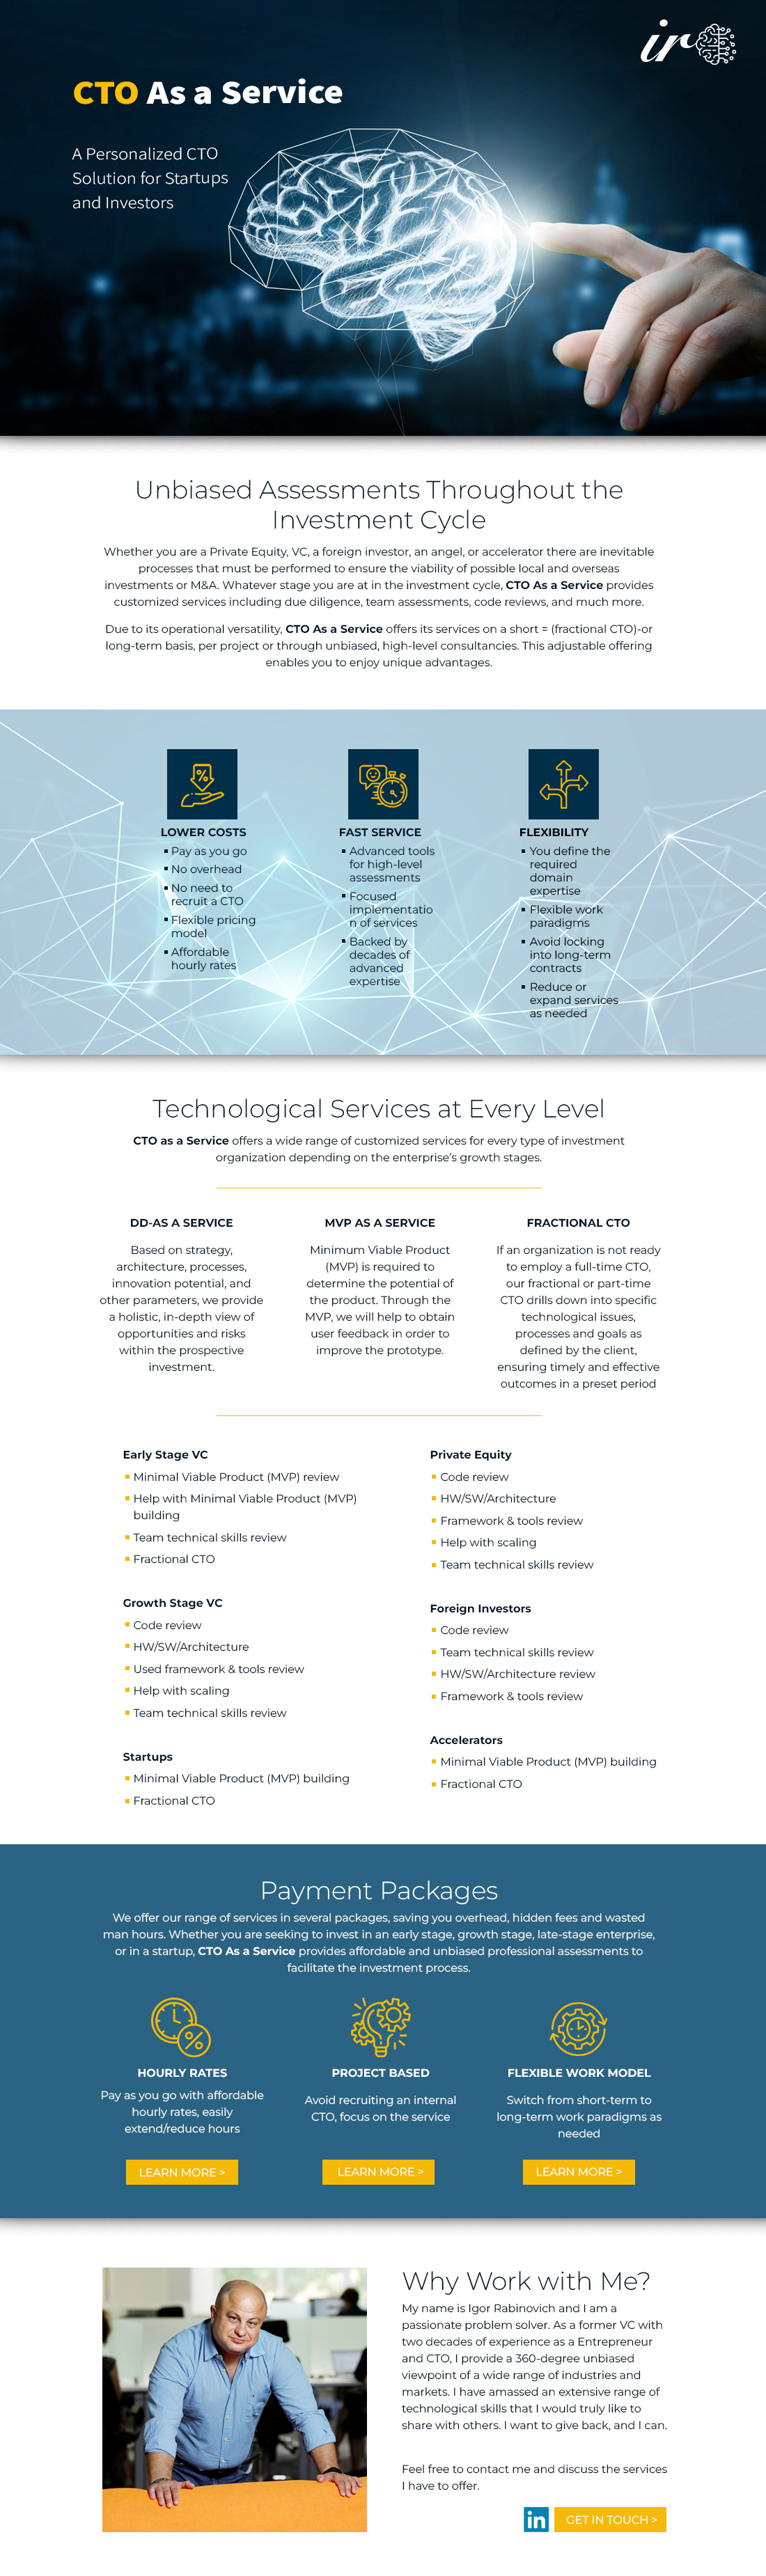 ir
CTO As a Service
A Personalized CTO
Solution for Startups
and Investors
Unbiased Assessments Throughout the
Investment Cycle
Whether you are a Private Equity, VC, a foreign investor, an angel, or accelerator there are inevitable
processes that must be performed to ensure the viability of possible local and overseas
investments or M&A. Whatever stage you are at in the investment cycle, CTO As a Service provides
customized services including due diligence, team assessments, code reviews, and much more.
Due to its operational versatility, CTO As a Service offers its services on a short = (fractional CTO)-or
long-term basis, per project or through unbiased, high-level consultancies. This adjustable offering
enables you to enjoy unique advantages.
LOWER COSTS
Pay as you go
No overhead
No need to
recruit a CTO
Flexible pricing
model
Affordable
hourly rates
FAST SERVICE
Advanced tools
for high-level
assessments
Focused
implementatio
n of services
Backed by
decades of
advanced
expertise
FLEXIBILITY
You define the
required
domain
expertise
Flexible work
paradigms
Avoid locking
into long-term
contracts
Reduce or
expand services
as needed
Technological Services at Every Level
CTO as a Service offers a wide range of customized services for every type of investment
organization depending on the enterprise's growth stages.
DD-AS A SERVICE
Based on strategy,
architecture, processes,
innovation potential, and
other parameters, we provide
a holistic, in-depth view of
opportunities and risks
within the prospective
investment.
MVP AS A SERVICE
Minimum Viable Product
(MVP) is required to
determine the potential of
the product. Through the
MVP, we will help to obtain
user feedback in order to
improve the prototype.
FRACTIONAL CTO
If an organization is not ready
to employ a full-time CTO,
our fractional or part-time
CTO drills down into specific
technological issues,
processes and goals as
defined by the client,
ensuring timely and effective
outcomes in a preset period
Early Stage VC
Minimal Viable Product (MVP) review
Help with Minimal Viable Product (MVP)
building
Team technical skills review
Fractional CTO
Growth Stage VC
Code review
HW/SW/Architecture
Used framework & tools review
Help with scaling
Team technical skills review
Startups
Minimal Viable Product (MVP) building
Fractional CTO
Private Equity
Code review
HW/SW/Architecture
Framework & tools review
Help with scaling
Team technical skills review
Foreign Investors
Code review
Team technical skills review
HW/SW/Architecture review
Framework & tools review
Accelerators
Minimal Viable Product (MVP) building
Fractional CTO
Payment Packages
We offer our range of services in several packages, saving you overhead, hidden fees and wasted
man hours. Whether you are seeking to invest in an early stage, growth stage, late-stage enterprise,
or in a startup, CTO As a Service provides affordable and unbiased professional assessments to
facilitate the investment process.
HOURLY RATES
Pay as you go with affordable
hourly rates, easily
extend/reduce hours
LEARN MORE >
PROJECT BASED
Avoid recruiting an internal
CTO, focus on the service
LEARN MORE >
FLEXIBLE WORK MODEL
Switch from short-term to
long-term work paradigms as
needed
LEARN MORE >
Why Work with Me?
My name is Igor Rabinovich and I am a
passionate problem solver. As a former VC with
two decades of experience as a Entrepreneur
and CTO, I provide a 360-degree unbiased
viewpoint of a wide range of industries and
markets. I have amassed an extensive range of
technological skills that I would truly like to
share with others. I want to give back, and I can.
Feel free to contact me and discuss the services
I have to offer.
in
GET IN TOUCH >